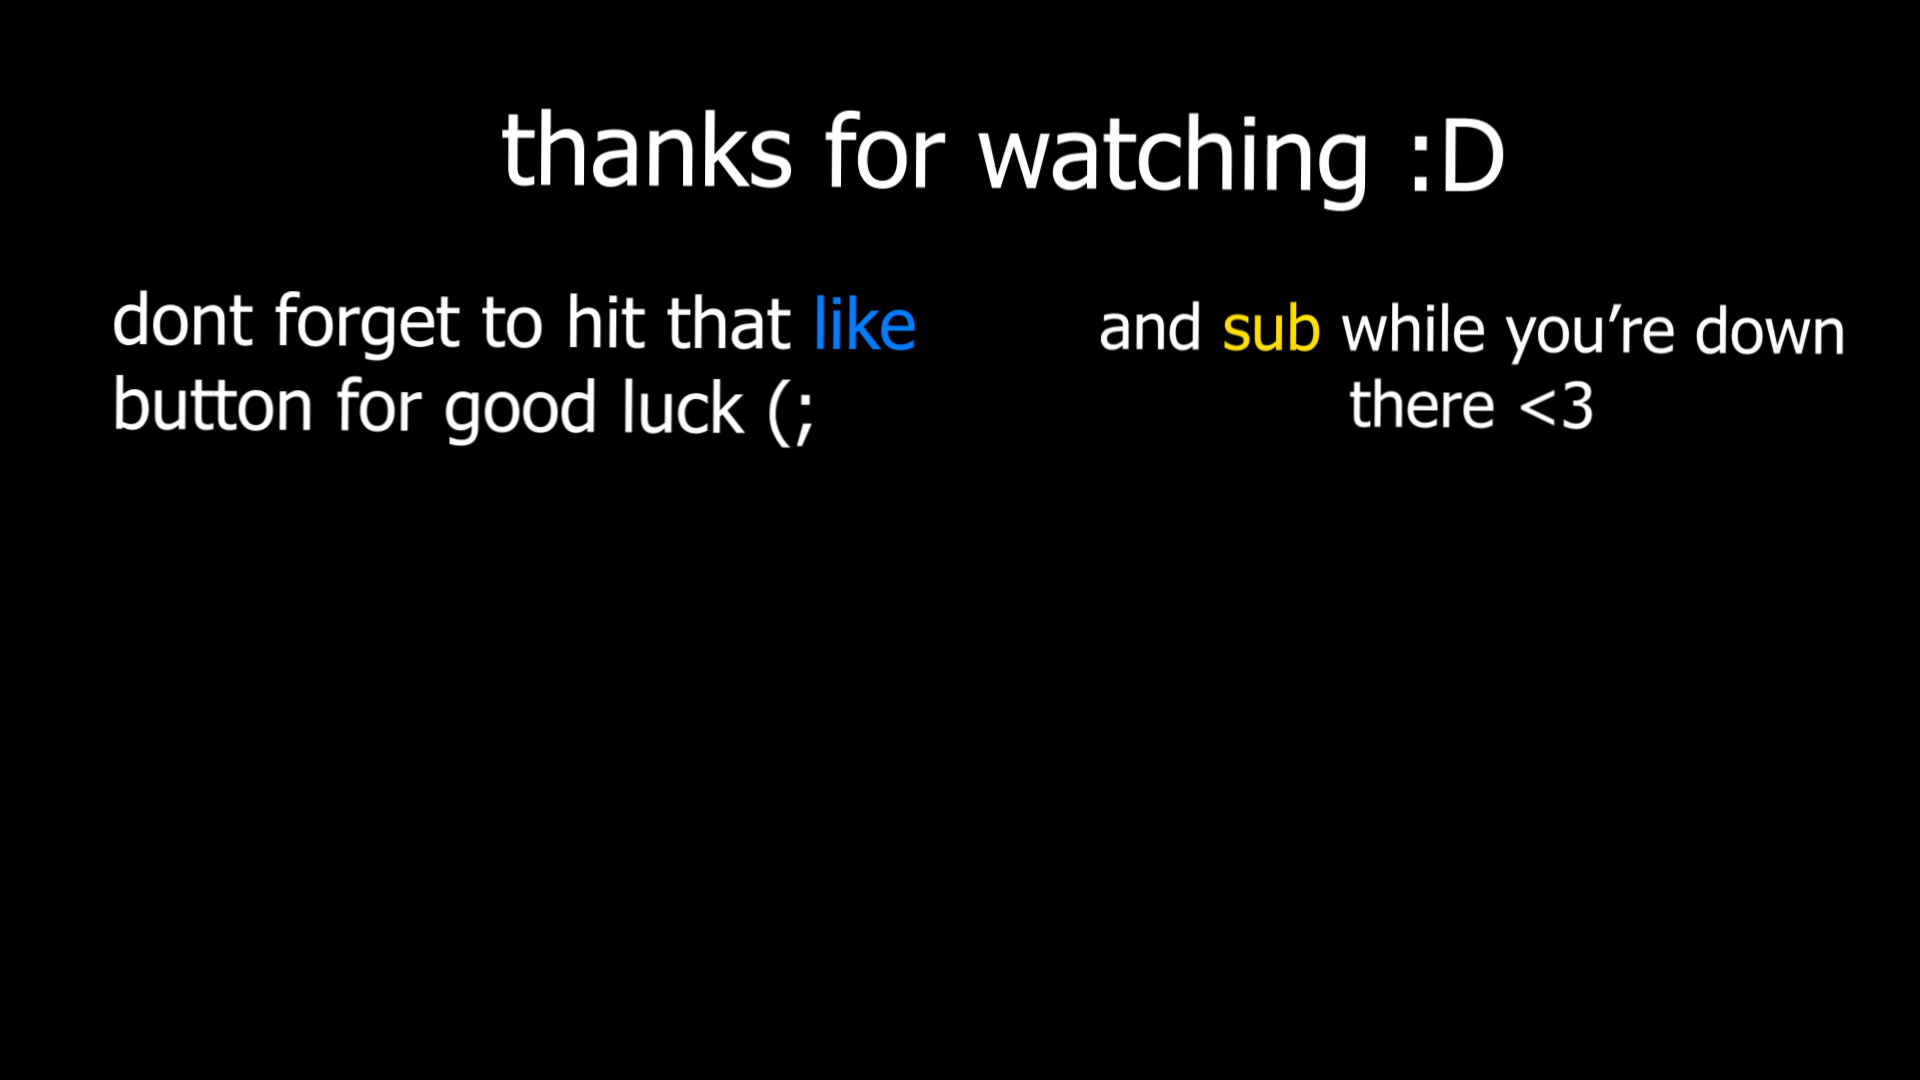 thanks for watching :D
dont forget to hit that like
button for good luck (;
and sub while you’re down
there <3